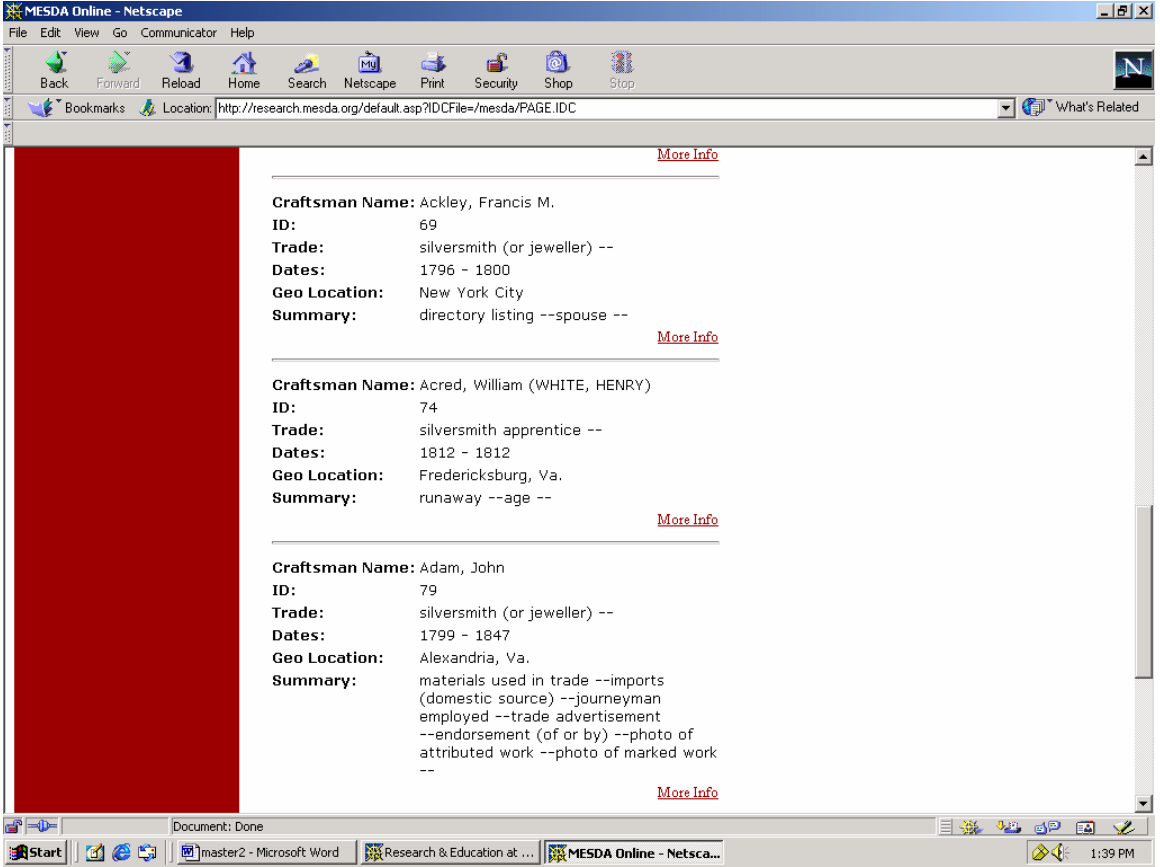 MESDA Online - Netscape
File Edit View Go Communicator Help
My
Back Forward Reload Home Search Netscape Print Security Shop Stop
N
Bookmarks Location: http://research.mesda.org/default.asp?IDCFile=/mesda/PAGE.IDC What's Related
More Info
Craftsman Name: Ackley, Francis M.
ID: 69
Trade: silversmith (or jeweller) --
Dates: 1796 - 1800
Geo Location: New York City
Summary: directory listing --spouse --
More Info
Craftsman Name: Acred, William (WHITE, HENRY)
ID: 74
Trade: silversmith apprentice --
Dates: 1812 - 1812
Geo Location: Fredericksburg, Va.
Summary: runaway --age --
More Info
Craftsman Name: Adam, John
ID: 79
Trade: silversmith (or jeweller) --
Dates: 1799 - 1847
Geo Location: Alexandria, Va.
Summary: materials used in trade --imports
(domestic source) --journeyman
employed --trade advertisement
--endorsement (of or by) --photo of
attributed work --photo of marked work
--
More Info
Document: Done
Start master2 - Microsoft Word Research & Education at ... MESDA Online - Netsca... 1:39 PM